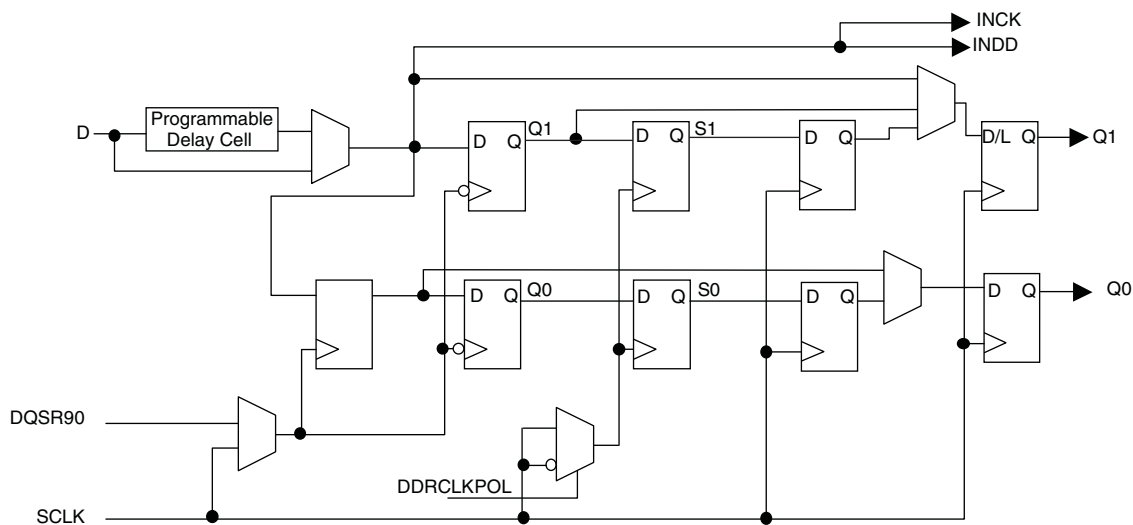 INCK
INDD
Programmable
Delay Cell
D
D Q
Q1
D Q
S1
D Q
D/L Q
Q1
D Q
Q0
D Q
S0
D Q
D Q
Q0
DQSR90
DDRCLKPOL
SCLK